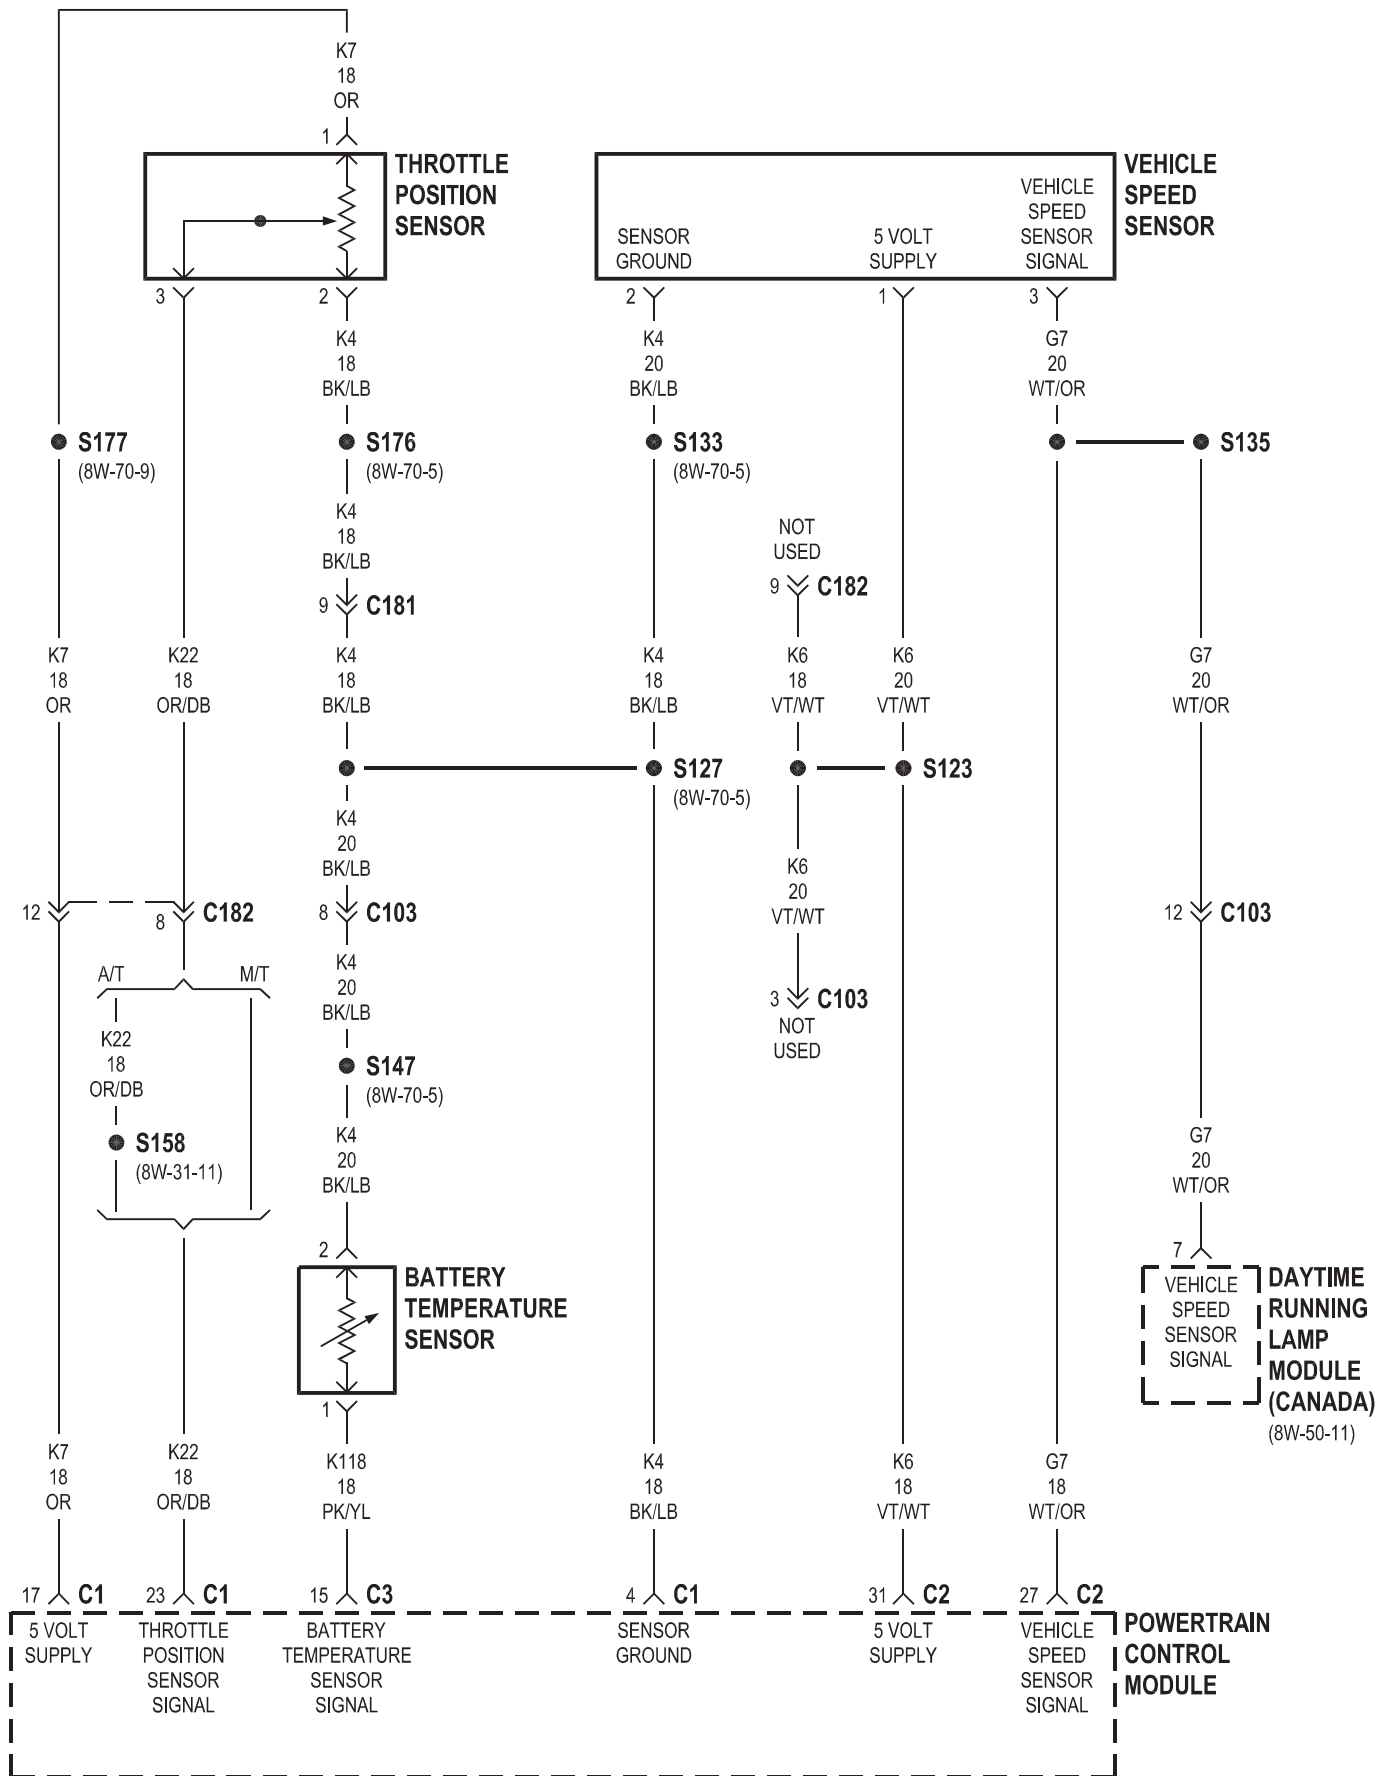 K7
18
OR
1
THROTTLE
POSITION
SENSOR
3
2
VEHICLE
SPEED
SENSOR
SENSOR
GROUND
5 VOLT
SUPPLY
VEHICLE
SPEED
SENSOR
SIGNAL
2
1
3
K4
18
BK/LB
K4
20
BK/LB
G7
20
WT/OR
S177
(8W-70-9)
S176
(8W-70-5)
S133
(8W-70-5)
S135
K4
18
BK/LB
NOT
USED
9
C182
9
C181
K7
18
OR
K22
18
OR/DB
K4
18
BK/LB
K4
18
BK/LB
K6
18
VT/WT
K6
20
VT/WT
G7
20
WT/OR
S127
(8W-70-5)
S123
K4
20
BK/LB
K6
20
VT/WT
12
8
C182
8
C103
12
C103
A/T
M/T
K4
20
BK/LB
3
C103
NOT
USED
K22
18
OR/DB
S147
(8W-70-5)
S158
(8W-31-11)
K4
20
BK/LB
G7
20
WT/OR
2
7
BATTERY
TEMPERATURE
SENSOR
1
VEHICLE
SPEED
SENSOR
SIGNAL
DAYTIME
RUNNING
LAMP
MODULE
(CANADA)
(8W-50-11)
K7
18
OR
K22
18
OR/DB
K118
18
PK/YL
K4
18
BK/LB
K6
18
VT/WT
G7
18
WT/OR
17
C1
23
C1
15
C3
4
C1
31
C2
27
C2
5 VOLT
SUPPLY
THROTTLE
POSITION
SENSOR
SIGNAL
BATTERY
TEMPERATURE
SENSOR
SIGNAL
SENSOR
GROUND
5 VOLT
SUPPLY
VEHICLE
SPEED
SENSOR
SIGNAL
POWERTRAIN
CONTROL
MODULE